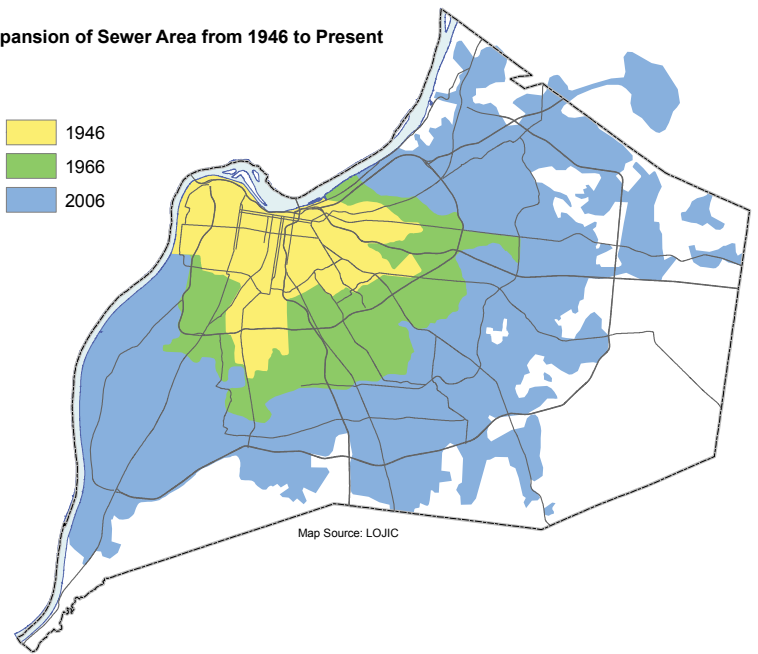 pansion of Sewer Area from 1946 to Present
1946
1966
2006
Map Source: LOJIC